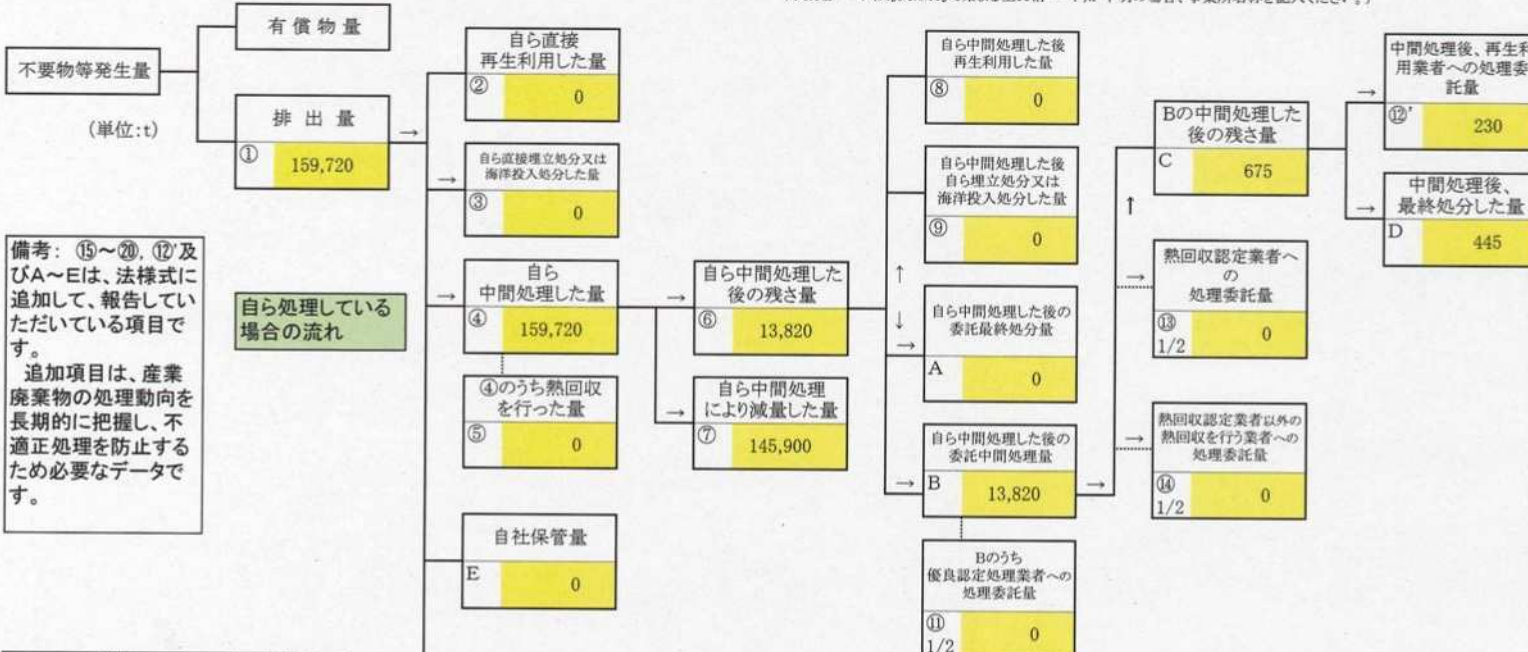 有償物量
不要物等発生量
(単位:t)
排出量
①
159,720
→
備考: ⑮~⑳, ⑫'及
びA~Eは、法様式に
追加して、報告してい
ただいている項目で
す。
追加項目は、産業
廃棄物の処理動向を
長期的に把握し、不
適正処理を防止する
ため必要なデータで
す。
自ら処理している
場合の流れ
自ら直接
再生利用した量
②
0
→
自ら直接埋立処分又は
海洋投入処分した量
③
0
→
自ら
中間処理した量
④
159,720
④のうち熱回収
を行った量
⑤
0
自社保管量
E
0
→
自ら中間処理した
後の残さ量
⑥
13,820
→
自ら中間処理
により減量した量
⑦
145,900
自ら中間処理した後
再生利用した量
⑧
0
自ら中間処理した後
自ら埋立処分又は
海洋投入処分した量
⑨
0
↑
↓
→
自ら中間処理した後の
委託最終処分量
A
0
→
自ら中間処理した後の
委託中間処理量
B
13,820
→
Bのうち
優良認定処理業者への
処理委託量
⑪
1/2
0
↑
Bの中間処理した
後の残さ量
C
675
→
熱回収認定業者へ
の
処理委託量
⑬
1/2
0
→
熱回収認定業者以外の
熱回収を行う業者への
処理委託量
⑭
1/2
0
→
中間処理後、再生利
用業者への処理委
託量
⑫'
230
→
中間処理後、
最終処分した量
D
445